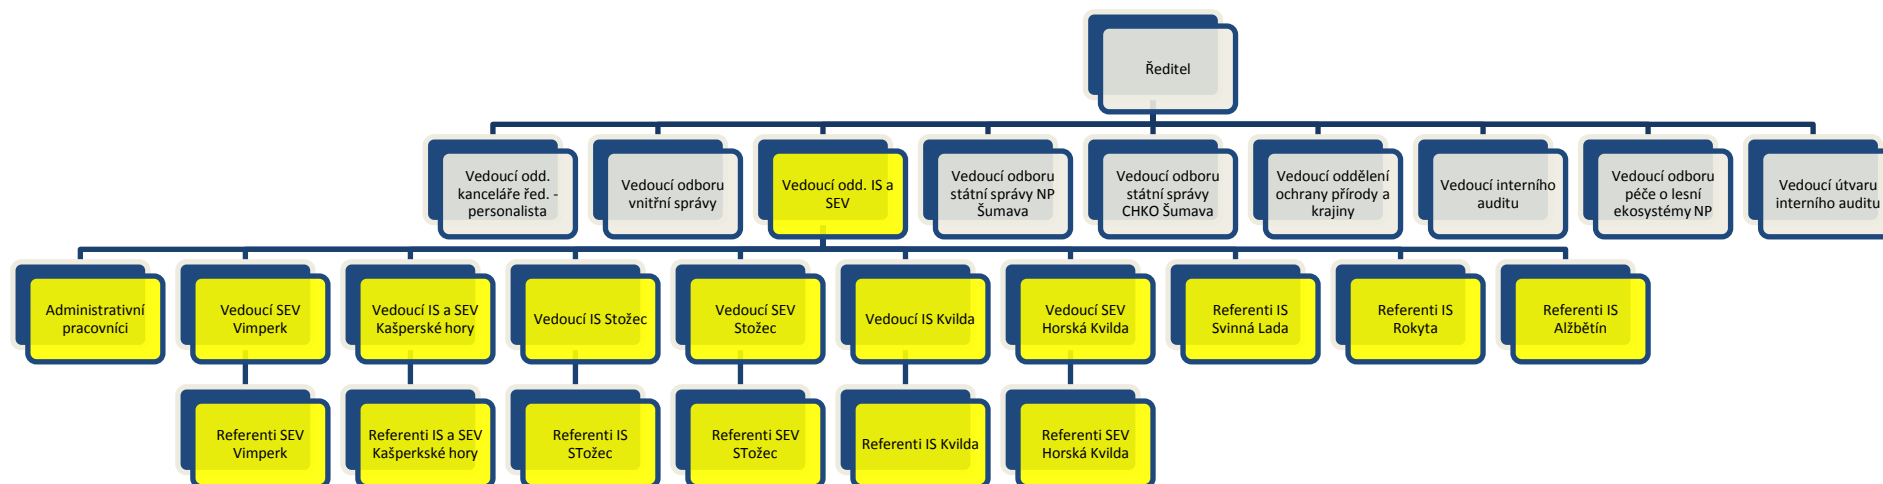 Ředitel
Vedoucí odd.
kanceláře řed. -
personalista
Vedoucí odboru
vnitřní správy
Vedoucí odd. IS a
SEV
Vedoucí odboru
státní správy NP
Šumava
Vedoucí odboru
státní správy
CHKO Šumava
Vedoucí oddělení
ochrany přírody a
krajiny
Vedoucí interního
auditu
Vedoucí odboru
péče o lesní
ekosystémy NP
Vedoucí útvaru
interního auditu
Administrativní
pracovníci
Vedoucí SEV
Vimperk
Vedoucí IS a SEV
Kašperské hory
Vedoucí IS Stožec
Vedoucí SEV
Stožec
Vedoucí IS Kvilda
Vedoucí SEV
Horská Kvilda
Referenti IS
Svinná Lada
Referenti IS
Rokyta
Referenti IS
Alžbětín
Referenti SEV
Vimperk
Referenti IS a SEV
Kašperkské hory
Referenti IS
STožec
Referenti SEV
STožec
Referenti IS Kvilda
Referenti SEV
Horská Kvilda